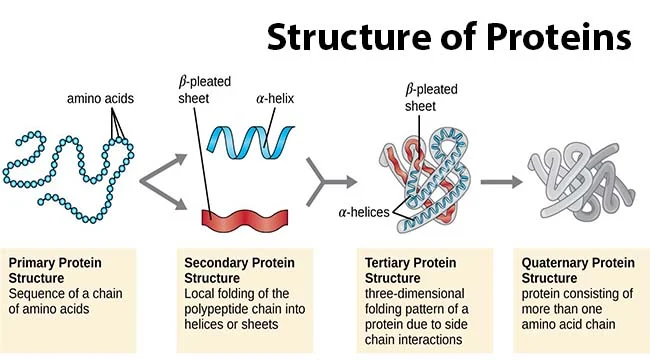 Structure of Proteins
amino acids
β-pleated
sheet
α-helix
β-pleated
sheet
α-helices
Primary Protein
Structure
Sequence of a chain
of amino acids
Secondary Protein
Structure
Local folding of the
polypeptide chain into
helices or sheets
Tertiary Protein
Structure
three-dimensional
folding pattern of a
protein due to side
chain interactions
Quaternary Protein
Structure
protein consisting of
more than one
amino acid chain